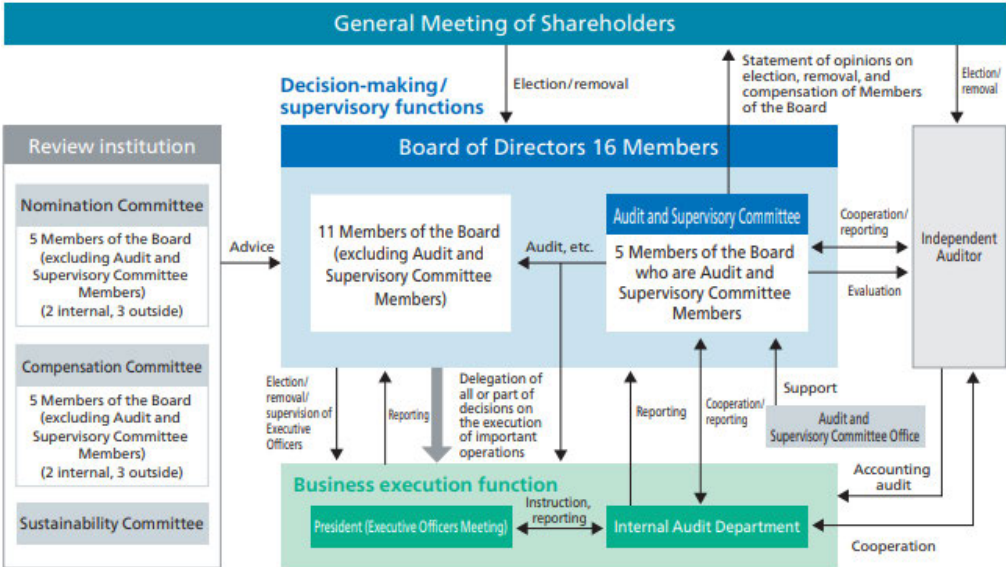 General Meeting of Shareholders
Decision-making/
supervisory functions
Election/removal
Statement of opinions on
election, removal, and
compensation of Members
of the Board
Election/
removal
Review institution
Nomination Committee
5 Members of the Board
(excluding Audit and
Supervisory Committee
Members)
(2 internal, 3 outside)
Compensation Committee
5 Members of the Board
(excluding Audit and
Supervisory Committee
Members)
(2 internal, 3 outside)
Sustainability Committee
Advice
Board of Directors 16 Members
11 Members of the Board
(excluding Audit and
Supervisory Committee
Members)
Audit, etc.
Audit and Supervisory Committee
5 Members of the Board
who are Audit and
Supervisory Committee
Members
Cooperation/
reporting
Evaluation
Independent
Auditor
Election/
removal/
supervision of
Executive
Officers
Reporting
Delegation of
all or part of
decisions on
the execution
of important
operations
Reporting
Cooperation/
reporting
Support
Audit and
Supervisory Committee Office
Accounting
audit
Cooperation
Business execution function
President (Executive Officers Meeting)
Instruction,
reporting
Internal Audit Department